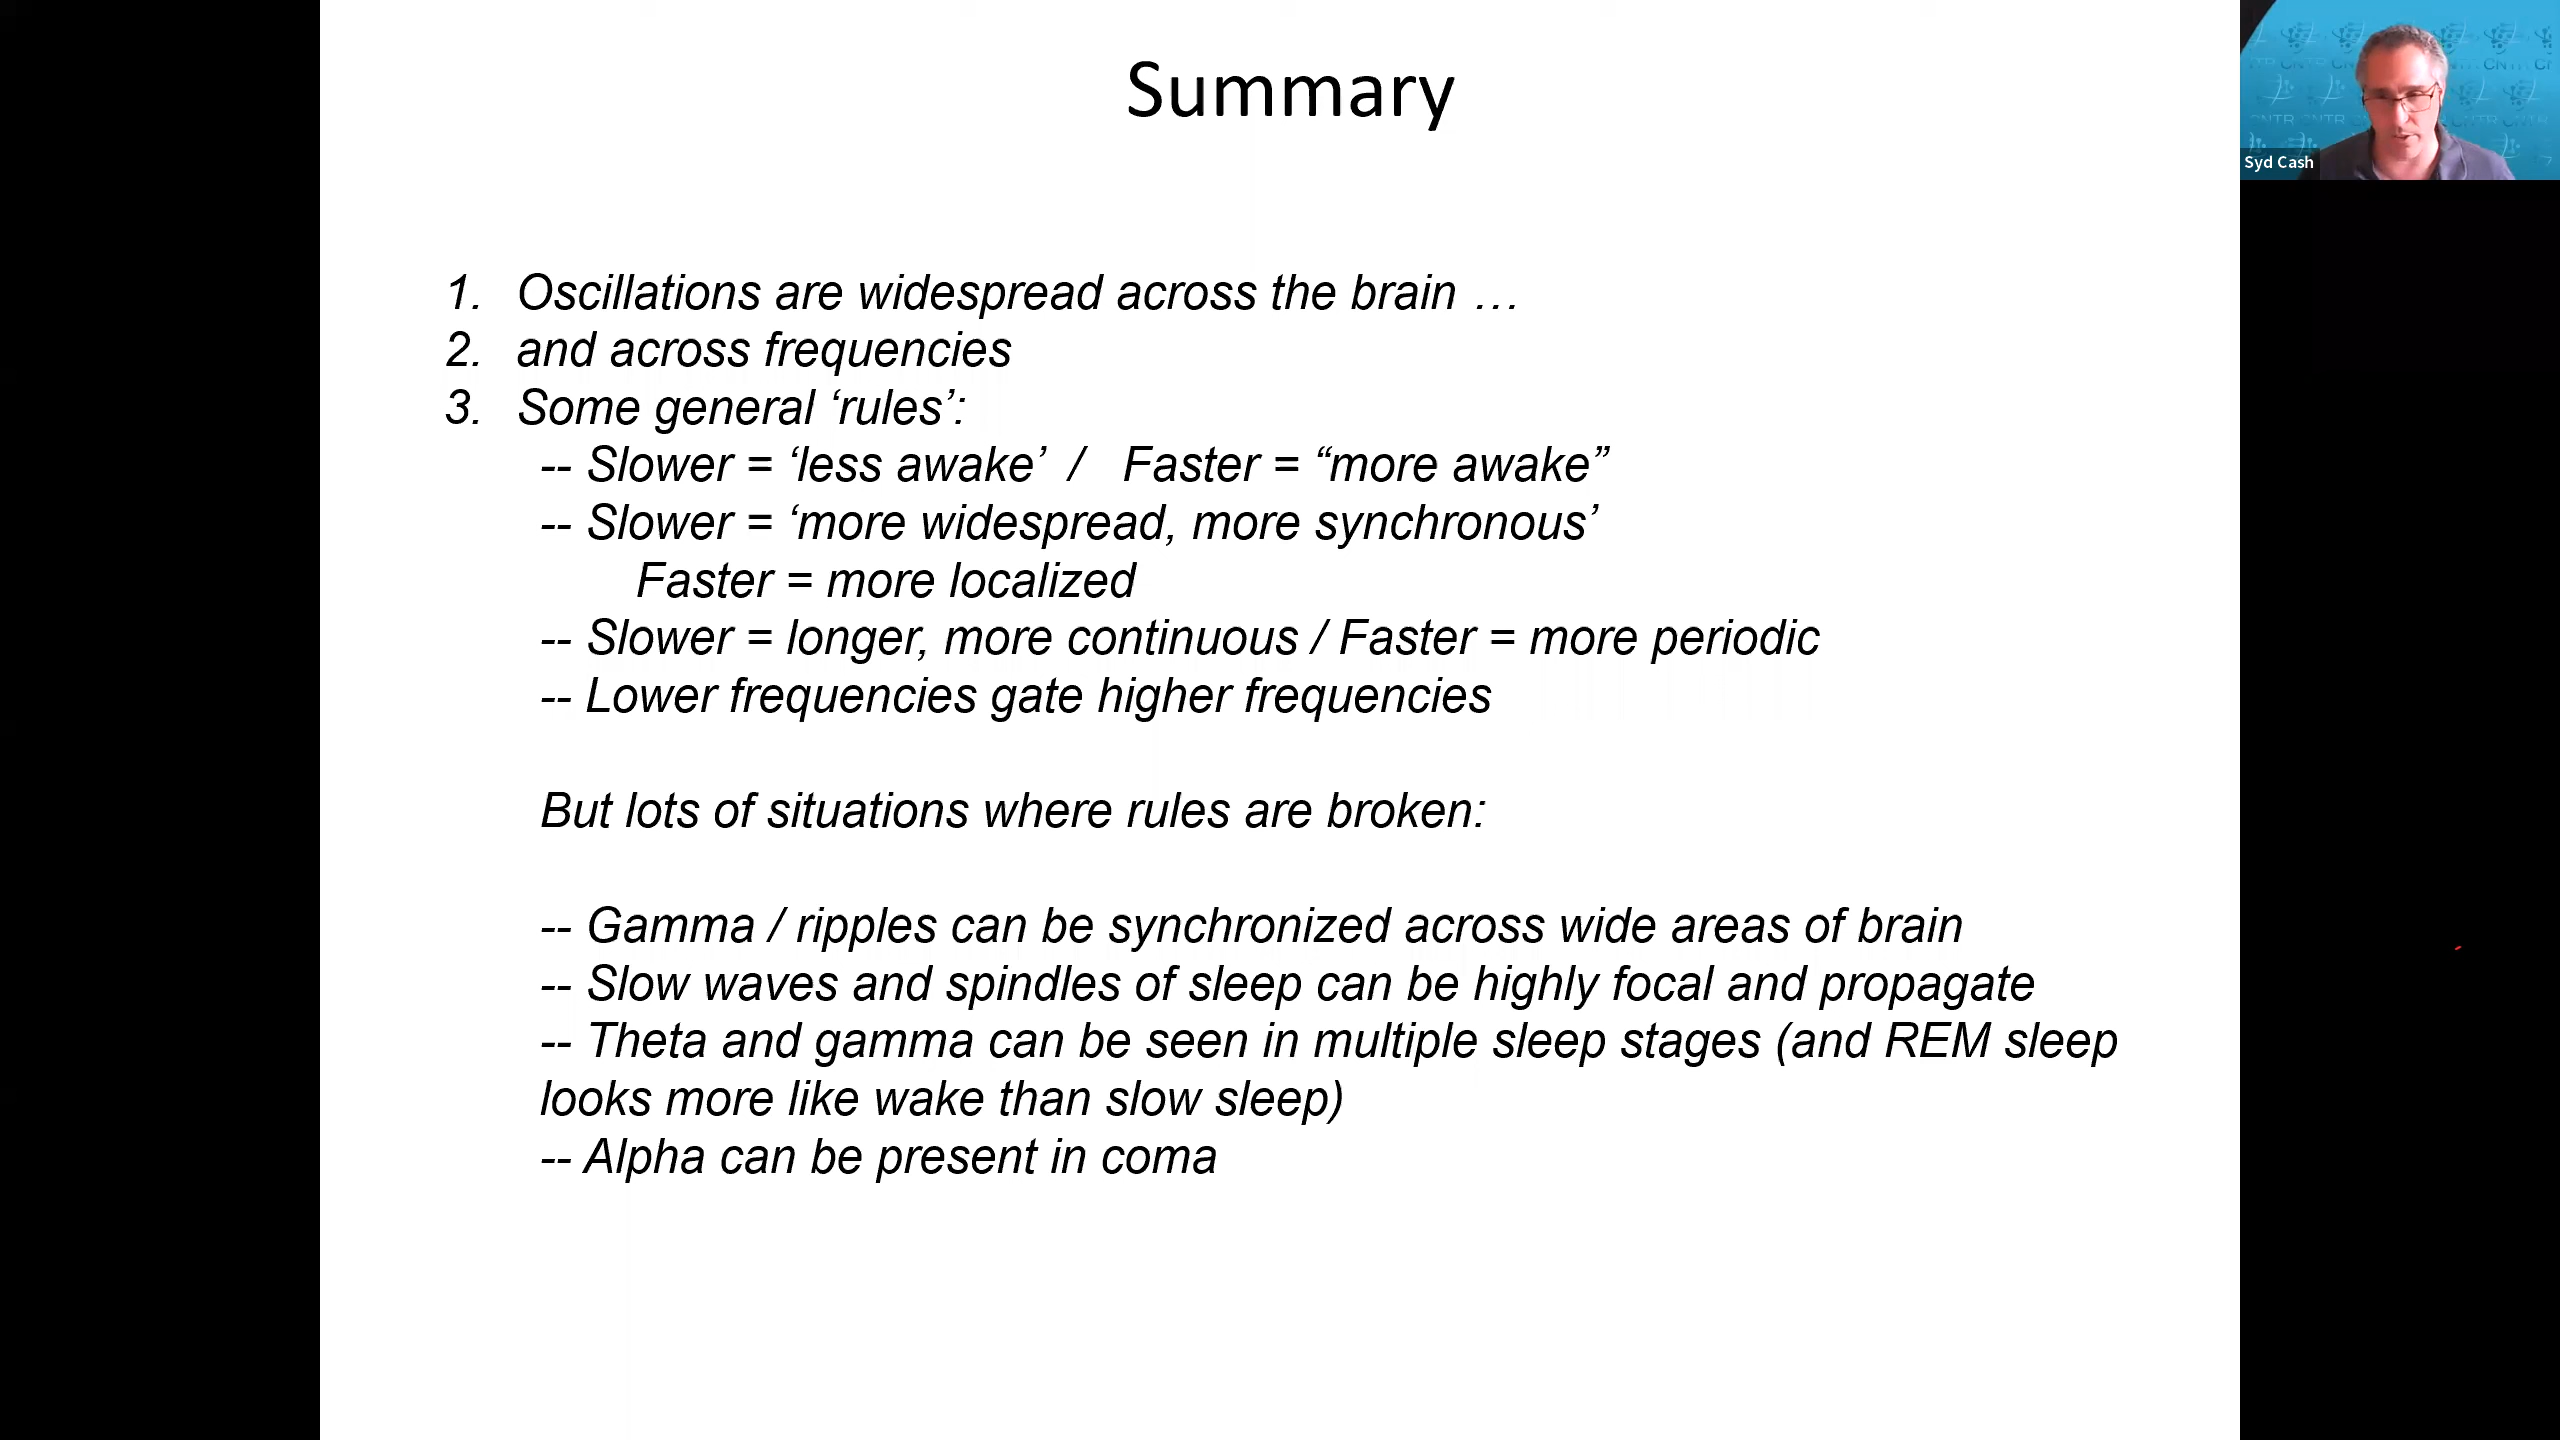 Summary
Syd Cash
1. Oscillations are widespread across the brain …
2. and across frequencies
3. Some general ‘rules’:
-- Slower = ‘less awake’ / Faster = “more awake”
-- Slower = ‘more widespread, more synchronous’
Faster = more localized
-- Slower = longer, more continuous / Faster = more periodic
-- Lower frequencies gate higher frequencies
But lots of situations where rules are broken:
-- Gamma / ripples can be synchronized across wide areas of brain
-- Slow waves and spindles of sleep can be highly focal and propagate
-- Theta and gamma can be seen in multiple sleep stages (and REM sleep
looks more like wake than slow sleep)
-- Alpha can be present in coma